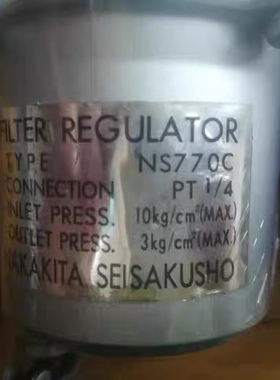 FILTER REGULATOR
TYPE NS770C
CONNECTION PT 1/4
INLET PRESS. 10kg/cm²(MAX.)
OUTLET PRESS. 3kg/cm²(MAX.)
NAKAKITA SEISAKUSHO